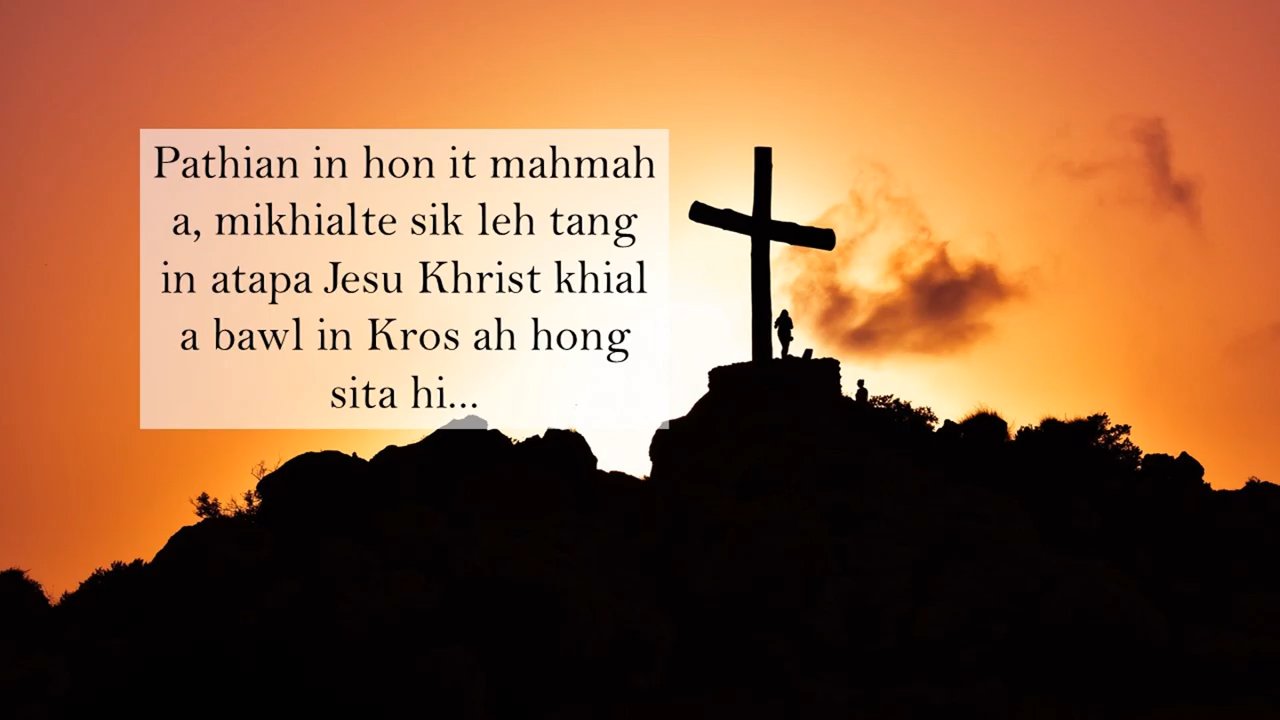 Pathian in hon it mahmah
a, mikhialte sik leh tang
in atapa Jesu Khrist khial
a bawl in Kros ah hong
sita hi...